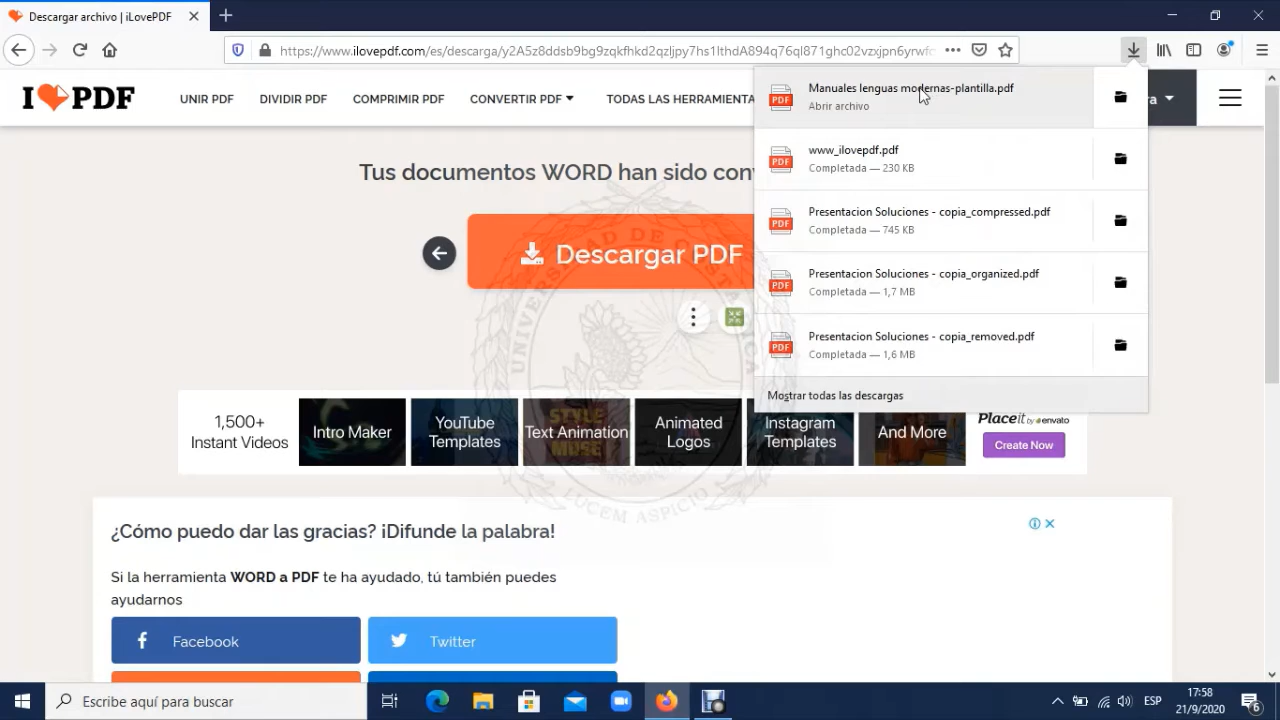 Descargar archivo | iLovePDF
https://www.ilovepdf.com/es/descarga/y2A5z8ddsb9bg9zqkfhkd2qzljpy7hs1lthdA894q76ql871ghc02vzxjpn6yrwfc
I PDF
UNIR PDF
DIVIDIR PDF
COMPRIMIR PDF
CONVERTIR PDF
TODAS LAS HERRAMIENTA
Manuales lenguas modernas-plantilla.pdf
Abrir archivo
www_ilovepdf.pdf
Completada — 230 KB
Presentacion Soluciones - copia_compressed.pdf
Completada — 745 KB
Presentacion Soluciones - copia_organized.pdf
Completada — 1,7 MB
Presentacion Soluciones - copia_removed.pdf
Completada — 1,6 MB
Mostrar todas las descargas
Tus documentos WORD han sido con
Descargar PDF
1,500+
Instant Videos
Intro Maker
YouTube
Templates
Text Animation
Animated
Logos
Instagram
Templates
And More
Placeit by envato
Create Now
LUCEM ASPICIO
¿Cómo puedo dar las gracias? ¡Difunde la palabra!
Si la herramienta WORD a PDF te ha ayudado, tú también puedes
ayudarnos
Facebook
Twitter
Escribe aquí para buscar
ESP
17:58
21/9/2020
6